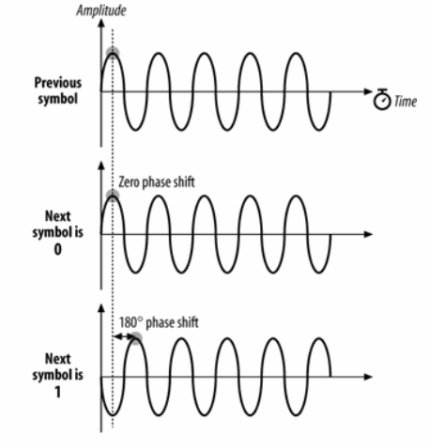 Amplitude
Previous
symbol
Time
Zero phase shift
Next
symbol is
0
180° phase shift
Next
symbol is
1